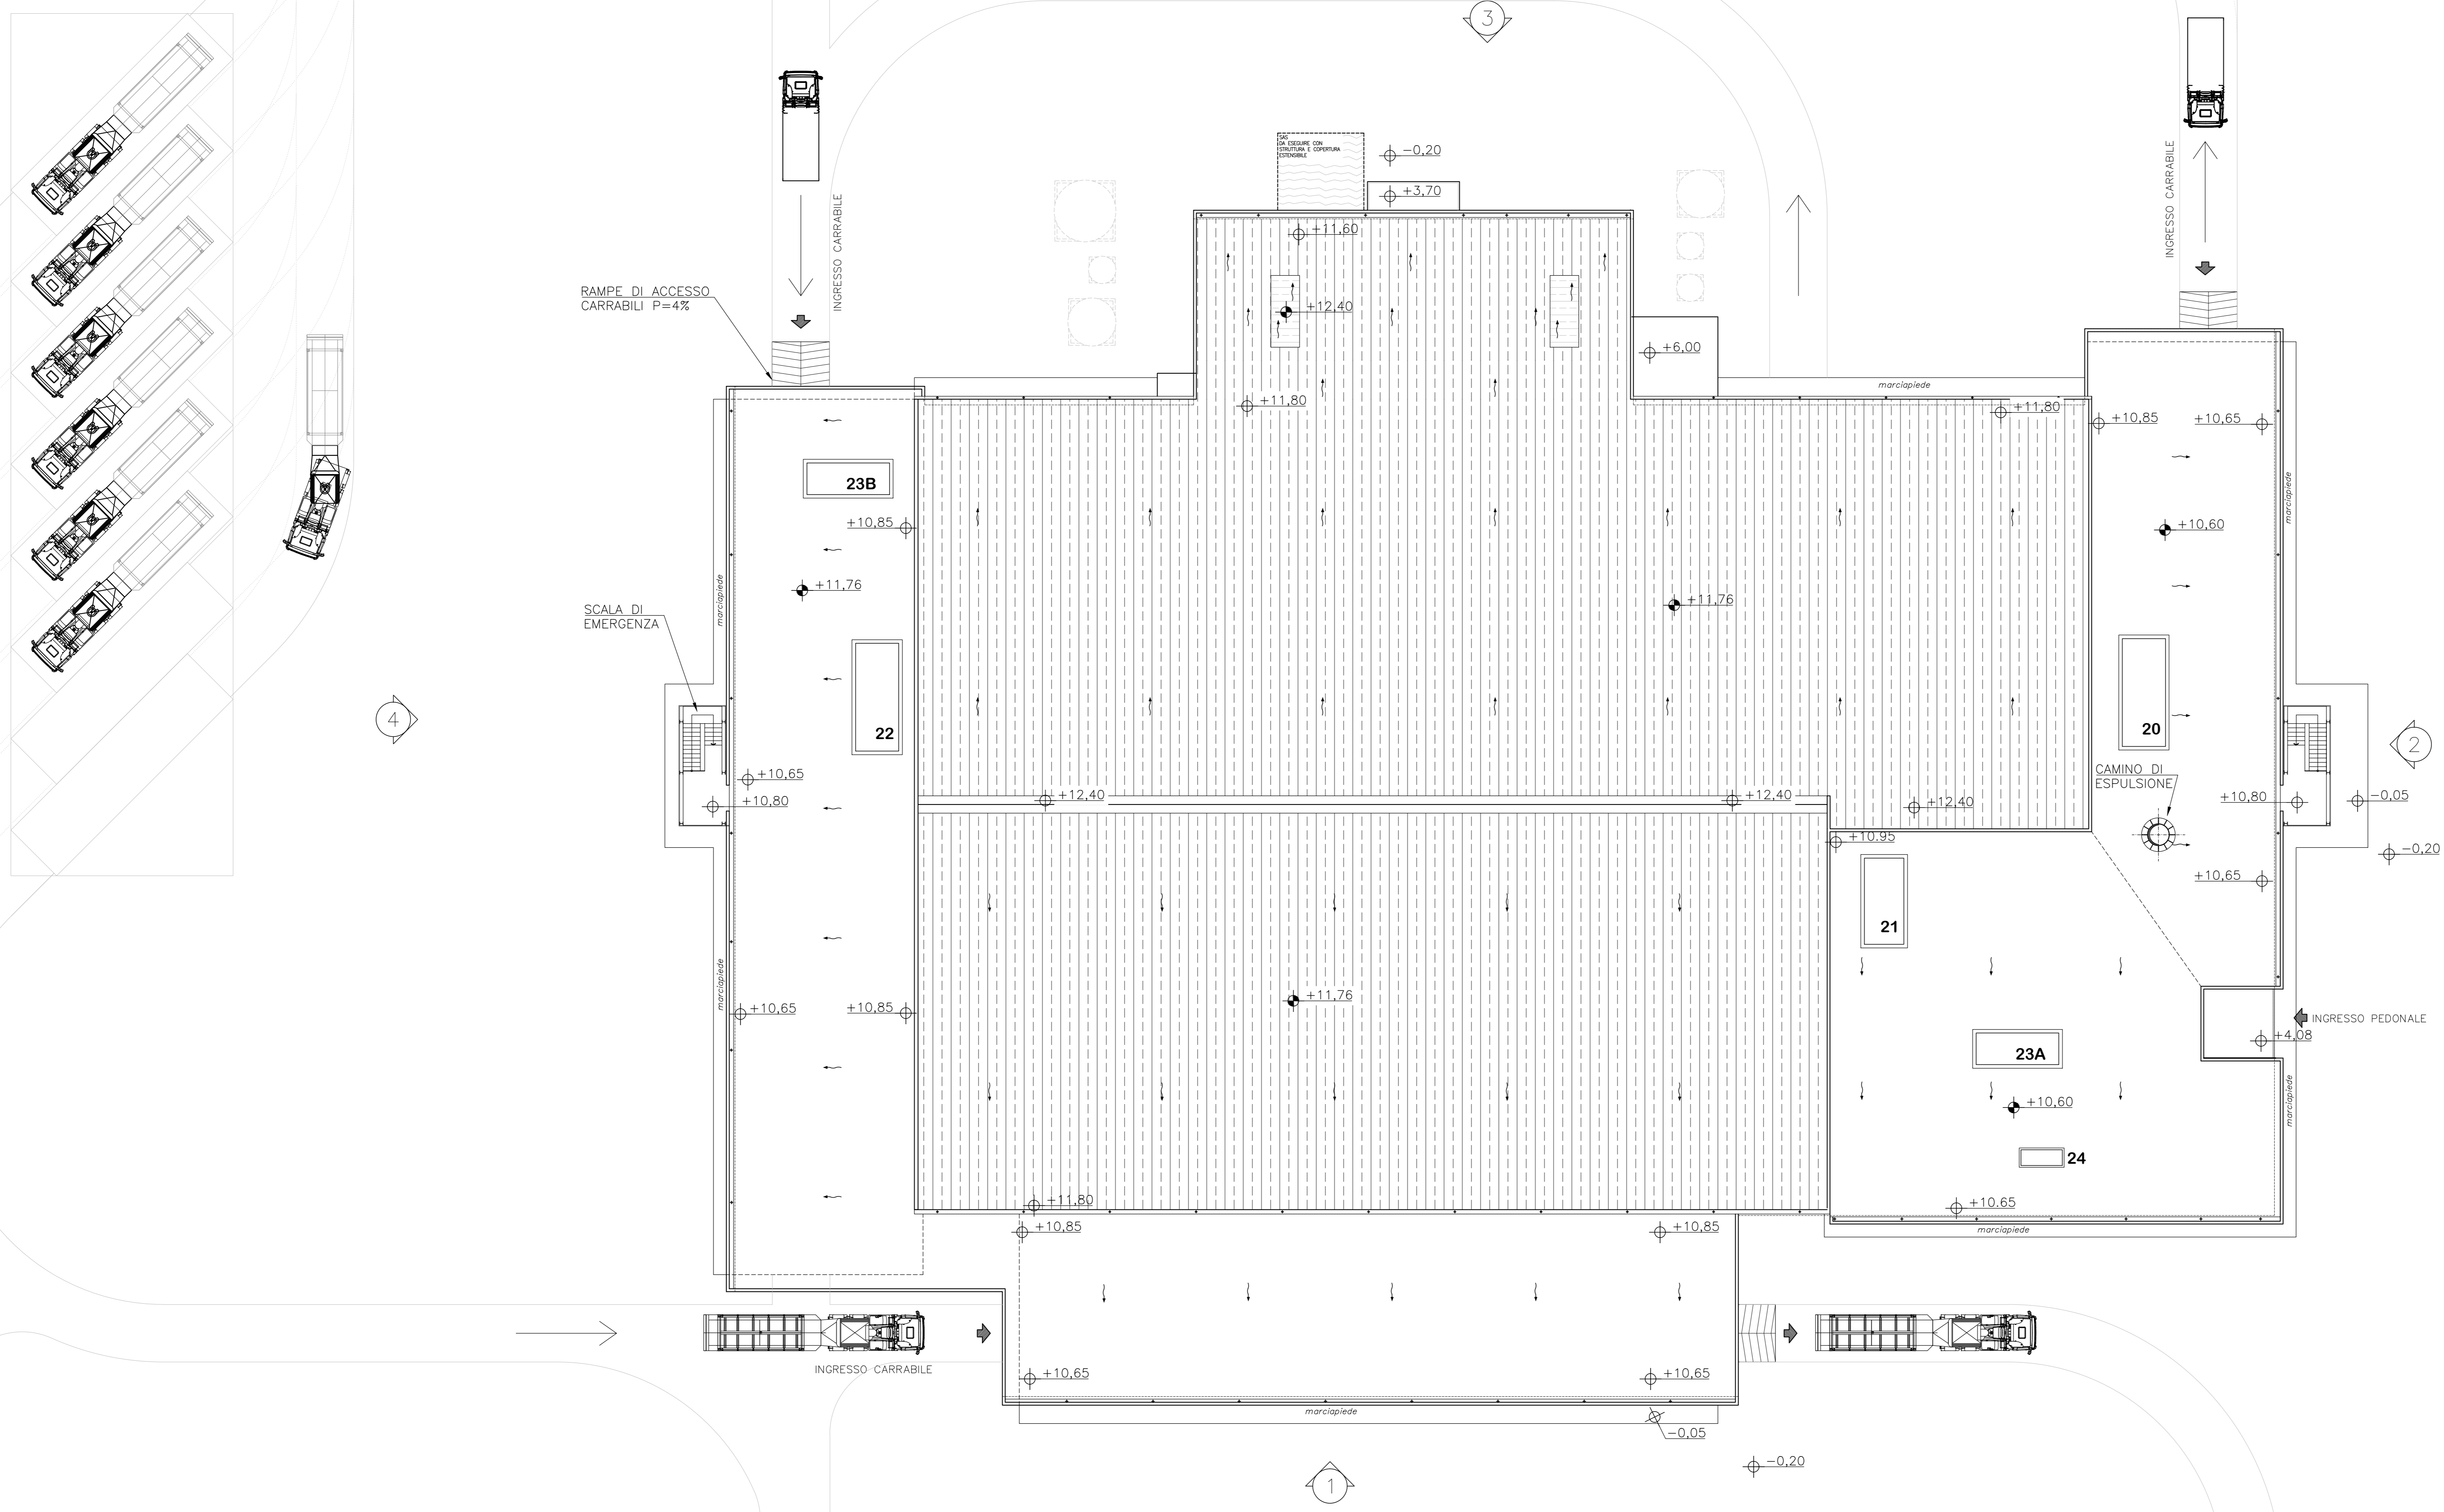 3
SAS
DA ESEGUIRE CON
STRUTTURA E COPERTURA
ESTENSIBILE
−0,20
+3,70
INGRESSO CARRABILE
INGRESSO CARRABILE
+11,60
RAMPE DI ACCESSO
CARRABILI P=4%
+12,40
+6,00
marciapiede
+11,80
+11,80
+10,85
+10,65
23B
marciapiede
+10,85
+10,60
+11,76
+11,76
marciapiede
SCALA DI
EMERGENZA
4
22
20
2
CAMINO DI
ESPULSIONE
+10,65
+10,80
+12,40
+12,40
+12,40
+10,80
−0,05
+10.95
−0,20
+10,65
21
marciapiede
+11,76
+10,65
+10,85
INGRESSO PEDONALE
+4,08
23A
+10,60
marciapiede
24
+11,80
+10.65
+10,85
+10,85
marciapiede
INGRESSO CARRABILE
+10,65
+10,65
marciapiede
−0,05
−0,20
1